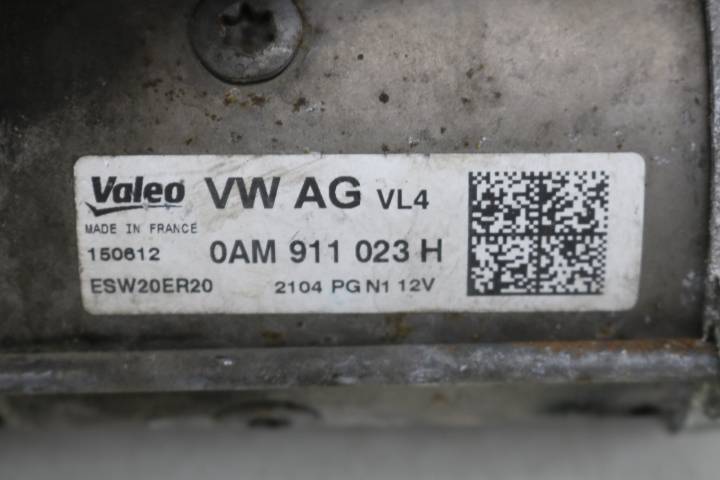 Valeo VW AG VL4
MADE IN FRANCE
150612 0AM 911 023 H
ESW20ER20 2104 PG N1 12V